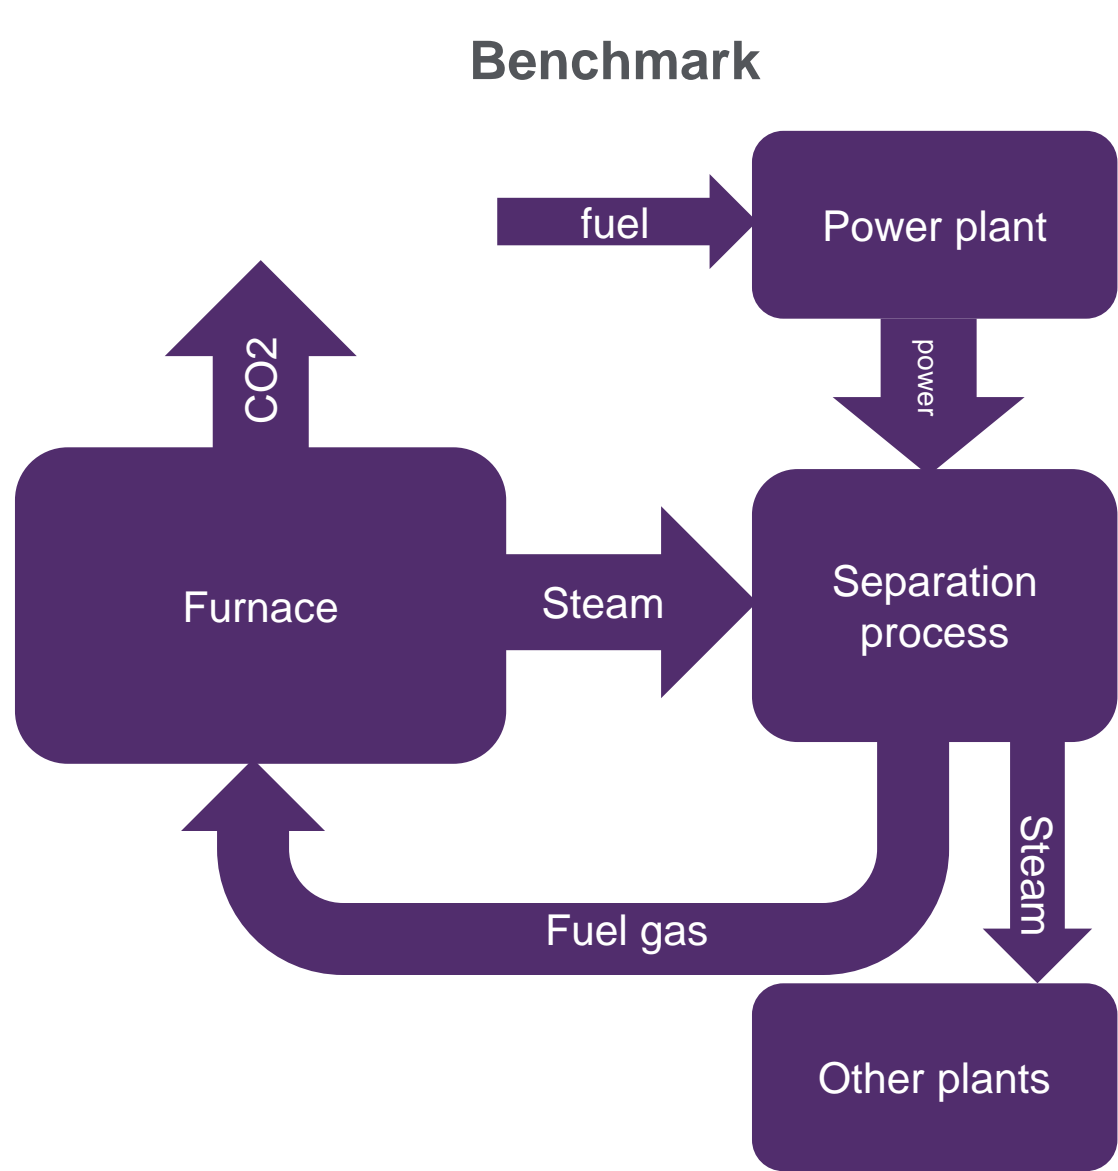 Benchmark
fuel
Power plant
power
CO2
Furnace
Steam
Separation
process
Steam
Fuel gas
Other plants